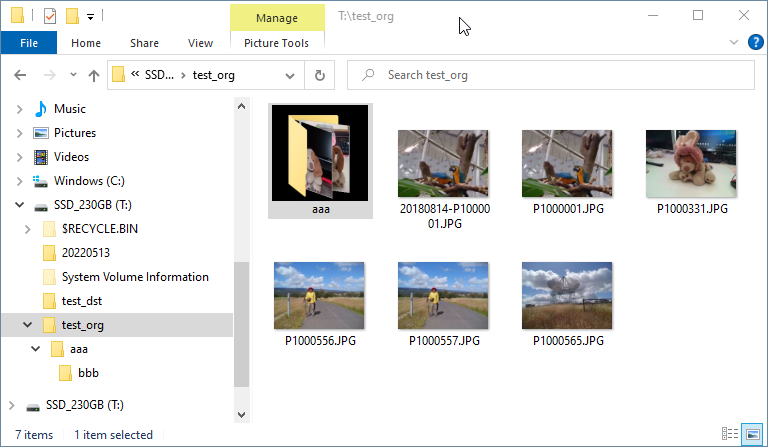 Manage
T:\test_org
File
Home
Share
View
Picture Tools
« SSD... › test_org
Search test_org
Music
Pictures
Videos
Windows (C:)
SSD_230GB (T:)
$RECYCLE.BIN
20220513
System Volume Information
test_dst
test_org
aaa
bbb
SSD_230GB (T:)
aaa
20180814-P10000
01.JPG
P1000001.JPG
P1000331.JPG
P1000556.JPG
P1000557.JPG
P1000565.JPG
7 items
1 item selected